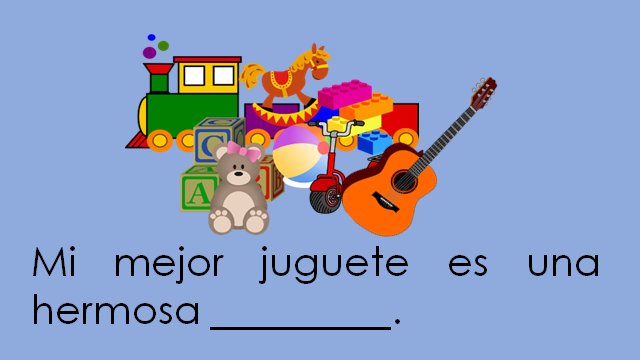 C
A
B
Mi mejor juguete es una
hermosa _________.